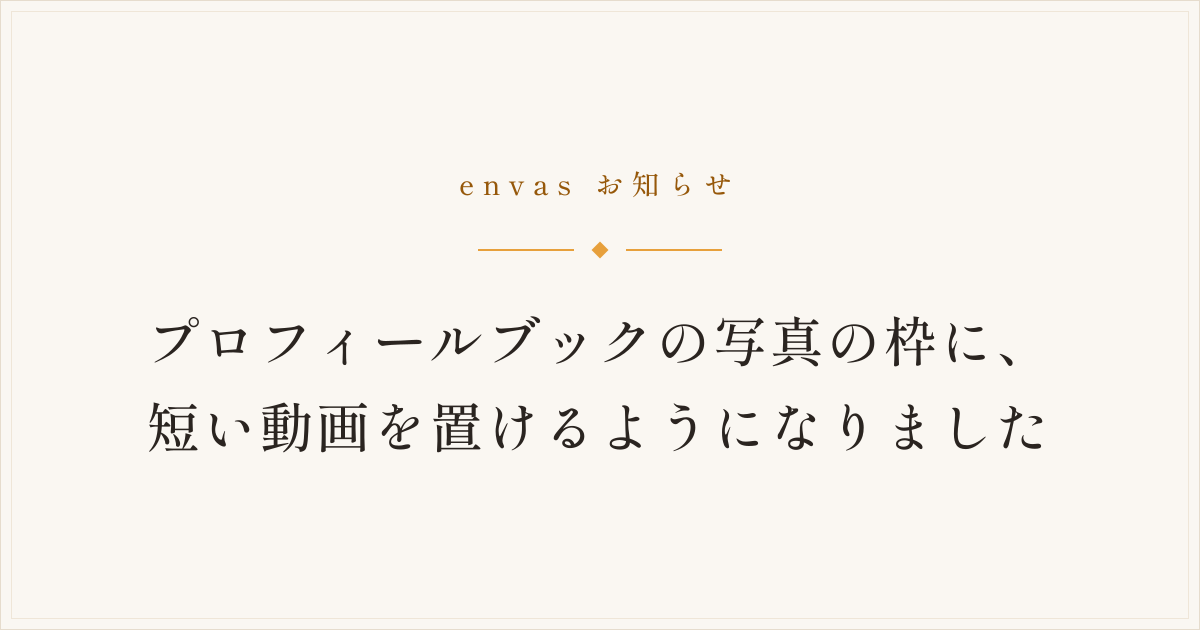 envas お知らせ
プロフィールブックの写真の枠に、
短い動画を置けるようになりました